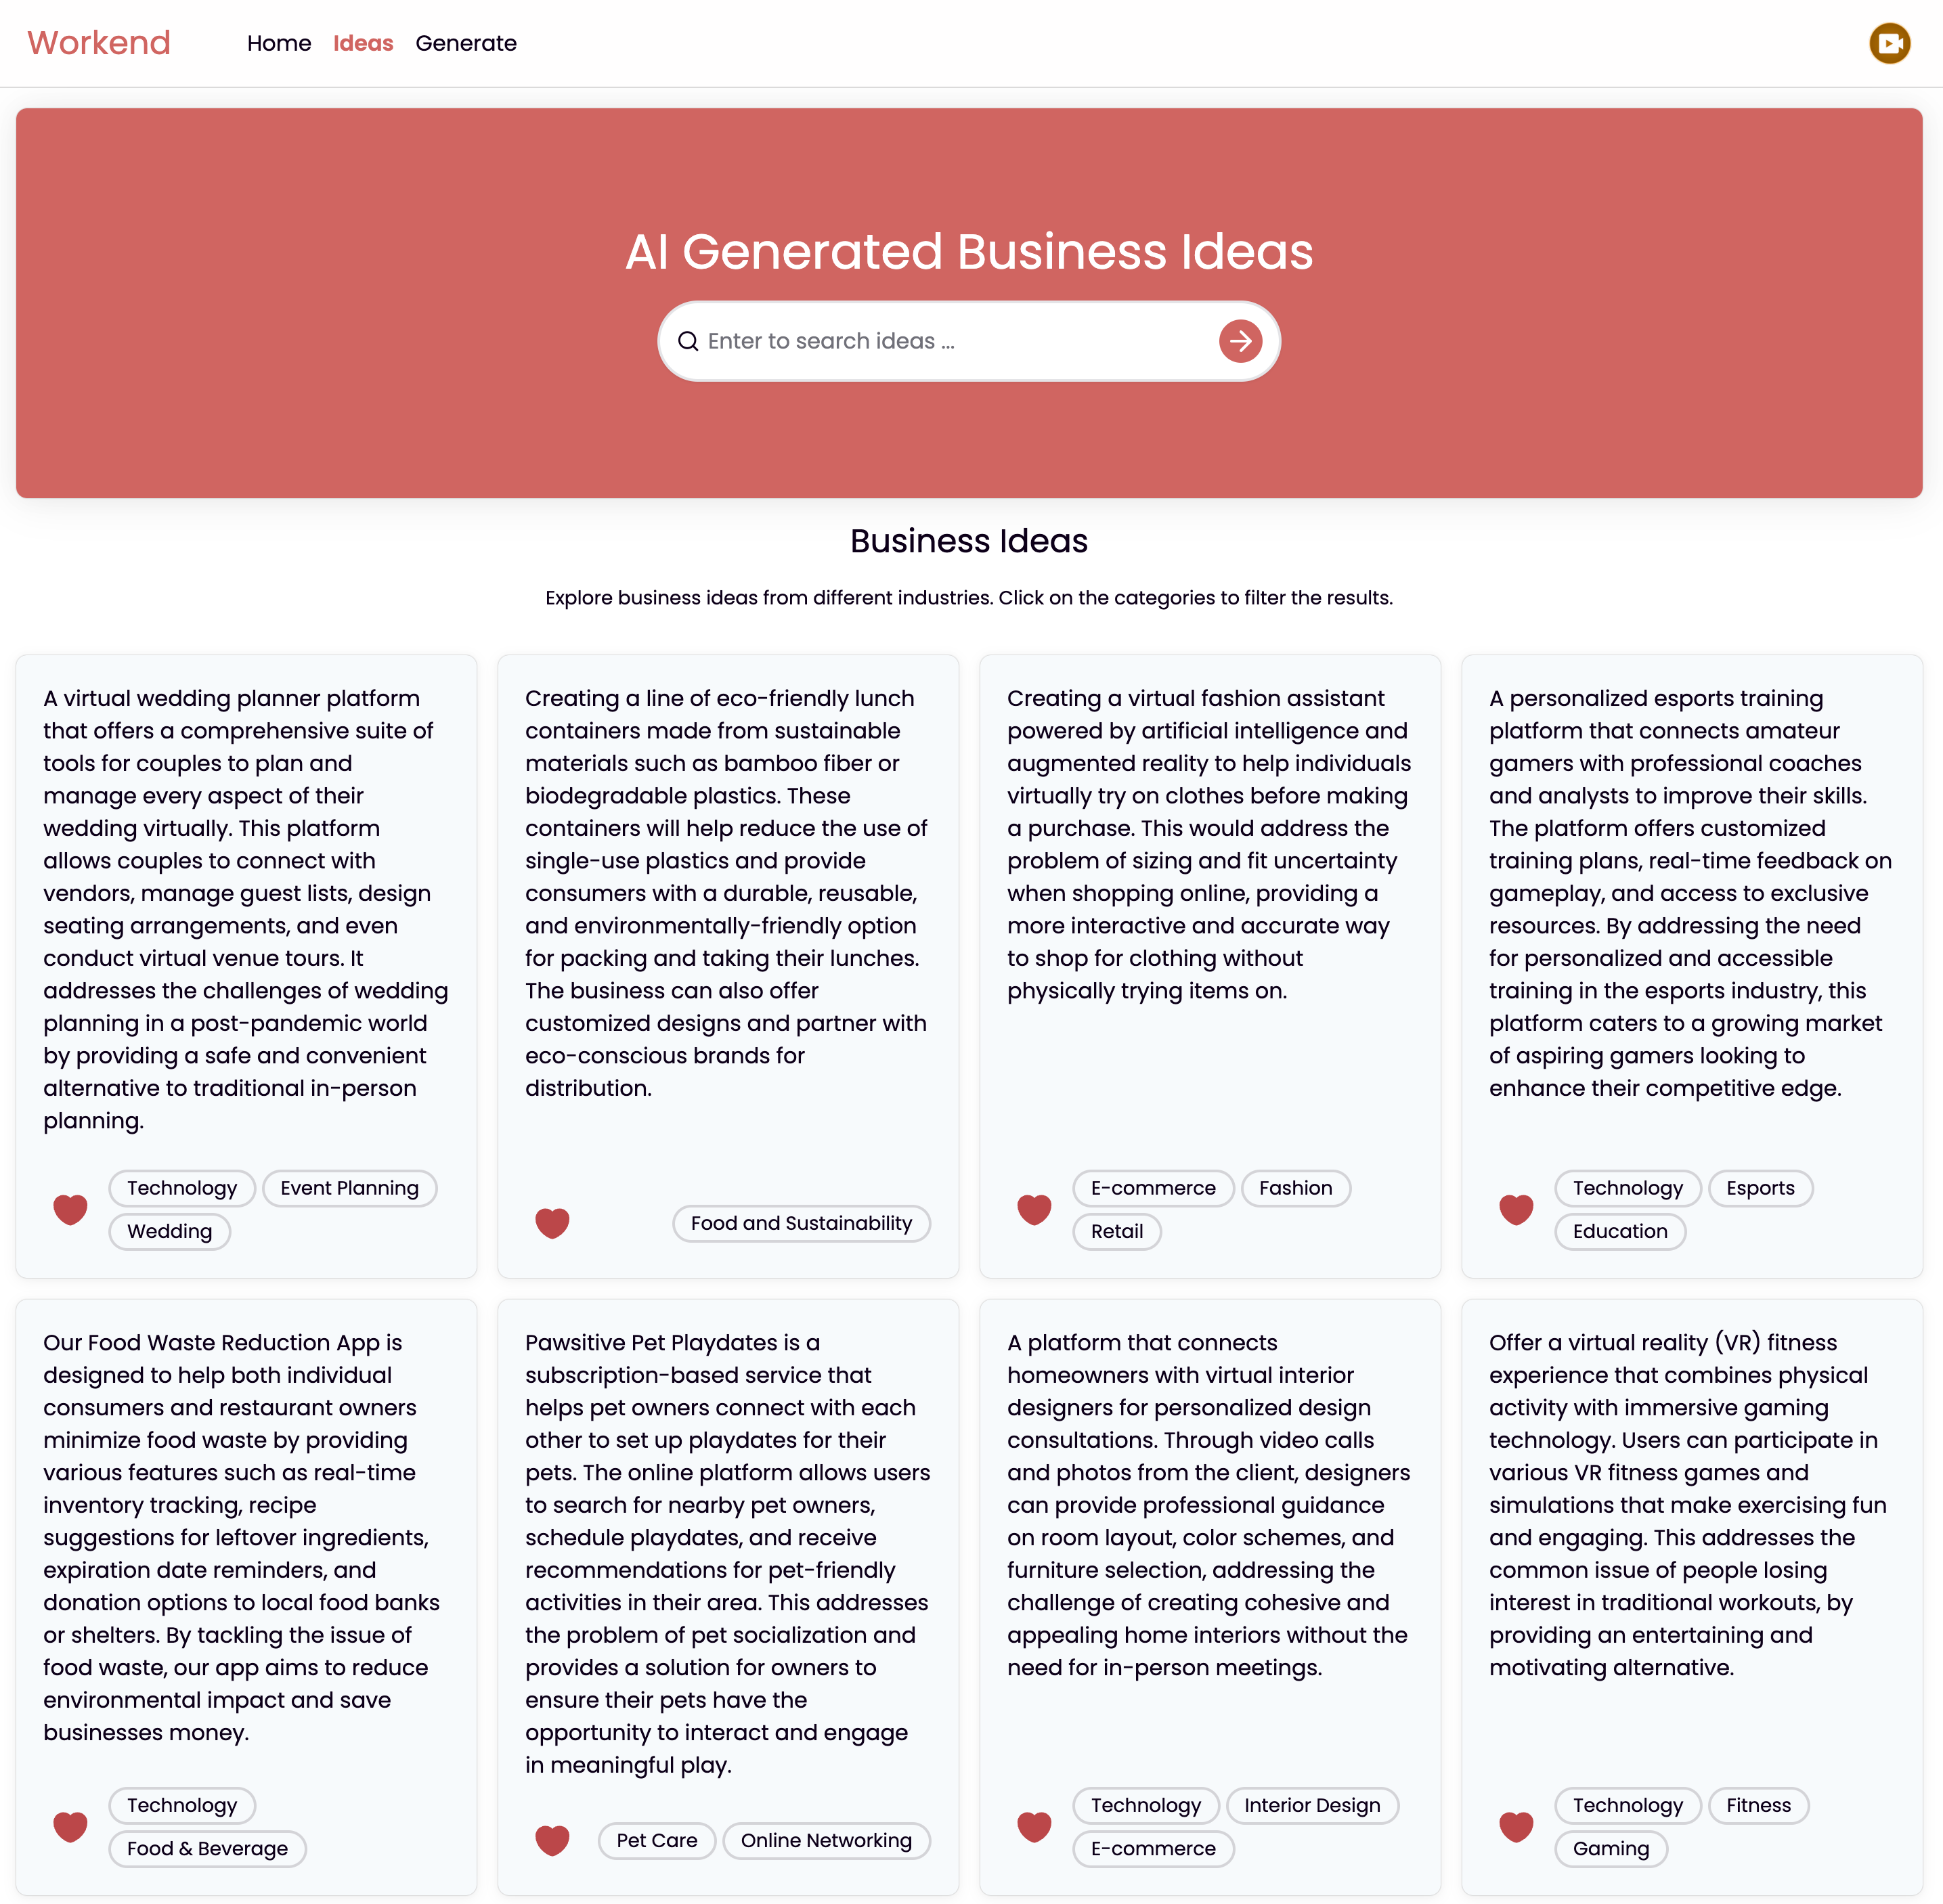 Workend
Home Ideas Generate
AI Generated Business Ideas
Enter to search ideas ...
Business Ideas
Explore business ideas from different industries. Click on the categories to filter the results.
A virtual wedding planner platform
that offers a comprehensive suite of
tools for couples to plan and
manage every aspect of their
wedding virtually. This platform
allows couples to connect with
vendors, manage guest lists, design
seating arrangements, and even
conduct virtual venue tours. It
addresses the challenges of wedding
planning in a post-pandemic world
by providing a safe and convenient
alternative to traditional in-person
planning.
Technology Event Planning
Wedding
Creating a line of eco-friendly lunch
containers made from sustainable
materials such as bamboo fiber or
biodegradable plastics. These
containers will help reduce the use of
single-use plastics and provide
consumers with a durable, reusable,
and environmentally-friendly option
for packing and taking their lunches.
The business can also offer
customized designs and partner with
eco-conscious brands for
distribution.
Food and Sustainability
Creating a virtual fashion assistant
powered by artificial intelligence and
augmented reality to help individuals
virtually try on clothes before making
a purchase. This would address the
problem of sizing and fit uncertainty
when shopping online, providing a
more interactive and accurate way
to shop for clothing without
physically trying items on.
E-commerce Fashion
Retail
A personalized esports training
platform that connects amateur
gamers with professional coaches
and analysts to improve their skills.
The platform offers customized
training plans, real-time feedback on
gameplay, and access to exclusive
resources. By addressing the need
for personalized and accessible
training in the esports industry, this
platform caters to a growing market
of aspiring gamers looking to
enhance their competitive edge.
Technology Esports
Education
Our Food Waste Reduction App is
designed to help both individual
consumers and restaurant owners
minimize food waste by providing
various features such as real-time
inventory tracking, recipe
suggestions for leftover ingredients,
expiration date reminders, and
donation options to local food banks
or shelters. By tackling the issue of
food waste, our app aims to reduce
environmental impact and save
businesses money.
Technology
Food & Beverage
Pawsitive Pet Playdates is a
subscription-based service that
helps pet owners connect with each
other to set up playdates for their
pets. The online platform allows users
to search for nearby pet owners,
schedule playdates, and receive
recommendations for pet-friendly
activities in their area. This addresses
the problem of pet socialization and
provides a solution for owners to
ensure their pets have the
opportunity to interact and engage
in meaningful play.
Pet Care Online Networking
A platform that connects
homeowners with virtual interior
designers for personalized design
consultations. Through video calls
and photos from the client, designers
can provide professional guidance
on room layout, color schemes, and
furniture selection, addressing the
challenge of creating cohesive and
appealing home interiors without the
need for in-person meetings.
Technology Interior Design
E-commerce
Offer a virtual reality (VR) fitness
experience that combines physical
activity with immersive gaming
technology. Users can participate in
various VR fitness games and
simulations that make exercising fun
and engaging. This addresses the
common issue of people losing
interest in traditional workouts, by
providing an entertaining and
motivating alternative.
Technology Fitness
Gaming